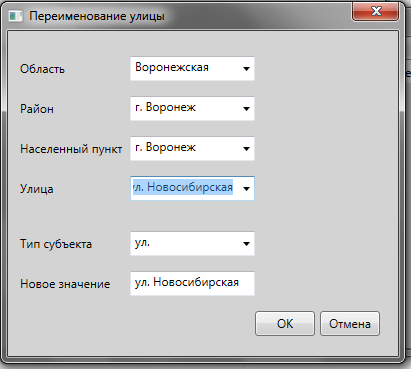 Переименование улицы
Область Воронежская
Район г. Воронеж
Населенный пункт г. Воронеж
Улица ул. Новосибирская
Тип субъекта ул.
Новое значение ул. Новосибирская
OK Отмена